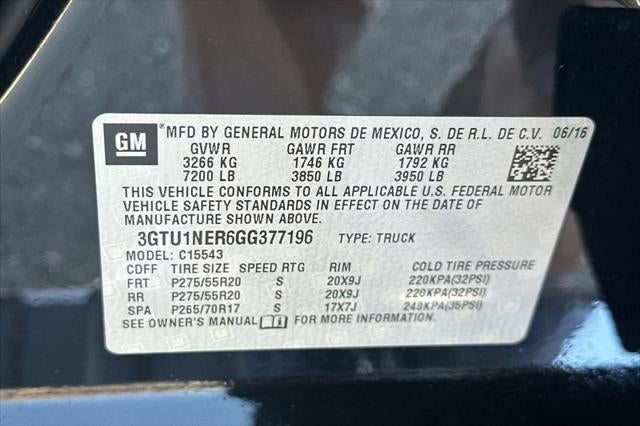 GM ® MFD BY GENERAL MOTORS DE MEXICO, S. DE R.L. DE C.V. 06/16
GVWR GAWR FRT GAWR RR
3266 KG 1746 KG 1792 KG
7200 LB 3850 LB 3950 LB
THIS VEHICLE CONFORMS TO ALL APPLICABLE U.S. FEDERAL MOTOR
VEHICLE SAFETY STANDARDS IN EFFECT ON THE DATE OF
MANUFACTURE SHOWN ABOVE.
3GTU1NER6GG377196 TYPE: TRUCK
MODEL: C15543
CDFF TIRE SIZE SPEED RTG RIM COLD TIRE PRESSURE
FRT P275/55R20 S 20X9J 220KPA(32PSI)
RR P275/55R20 S 20X9J 220KPA(32PSI)
SPA P265/70R17 S 17X7J 240KPA(35PSI)
SEE OWNER'S MANUAL FOR MORE INFORMATION.